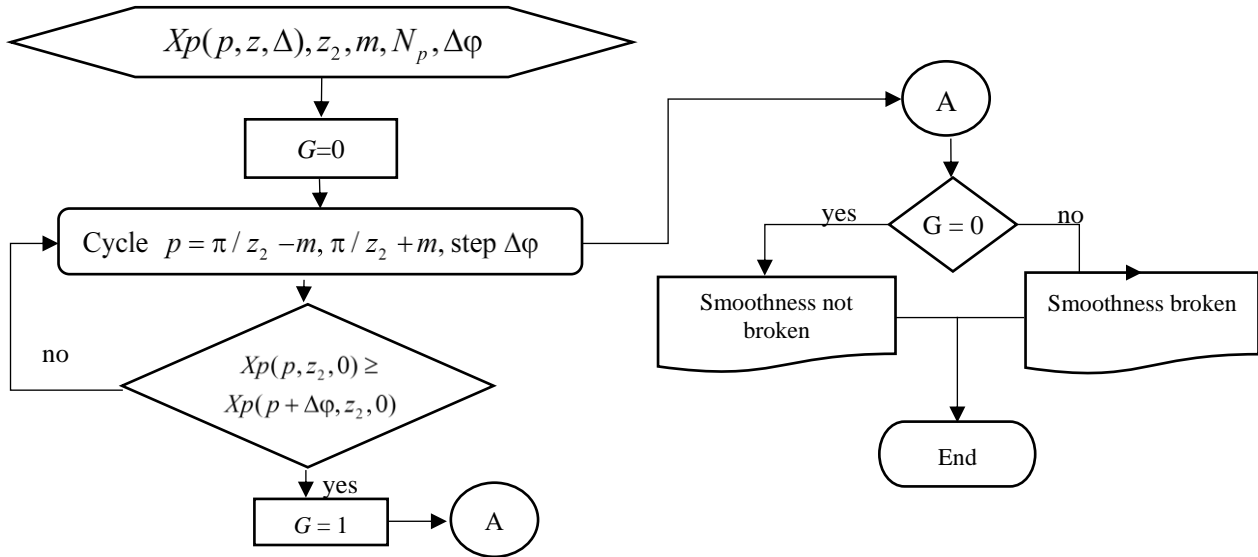 Xp(p, z, Δ), z₂, m, Nₚ, Δφ
G=0
Cycle p = π / z₂ − m, π / z₂ + m, step Δφ
no
Xp(p, z₂, 0) ≥
Xp(p + Δφ, z₂, 0)
yes
G = 1
A
A
yes
G = 0
no
Smoothness not
broken
Smoothness broken
End